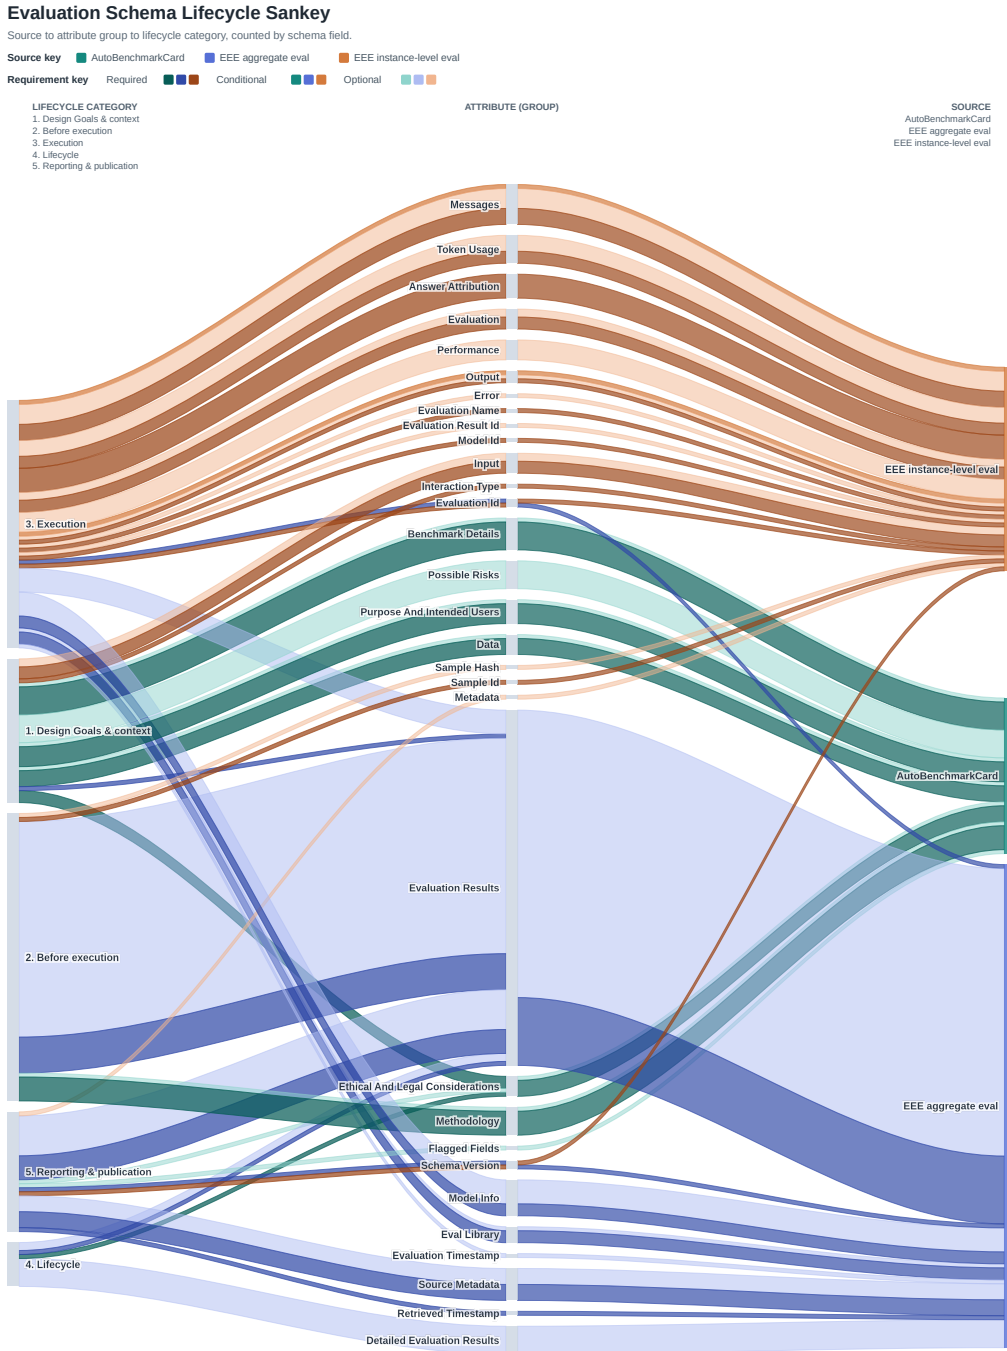 Evaluation Schema Lifecycle Sankey
Source to attribute group to lifecycle category, counted by schema field.
Source key AutoBenchmarkCard EEE aggregate eval EEE instance-level eval
Requirement key Required Conditional Optional
LIFECYCLE CATEGORY
1. Design Goals & context
2. Before execution
3. Execution
4. Lifecycle
5. Reporting & publication
ATTRIBUTE (GROUP)
SOURCE
AutoBenchmarkCard
EEE aggregate eval
EEE instance-level eval
Messages
Token Usage
Answer Attribution
Evaluation
Performance
Output
Error
Evaluation Name
Evaluation Result Id
Model Id
Input
Interaction Type
Evaluation Id
Benchmark Details
Possible Risks
Purpose And Intended Users
Data
Sample Hash
Sample Id
Metadata
Evaluation Results
Ethical And Legal Considerations
Methodology
Flagged Fields
Schema Version
Model Info
Eval Library
Evaluation Timestamp
Source Metadata
Retrieved Timestamp
Detailed Evaluation Results
3. Execution
1. Design Goals & context
2. Before execution
5. Reporting & publication
4. Lifecycle
EEE instance-level eval
AutoBenchmarkCard
EEE aggregate eval